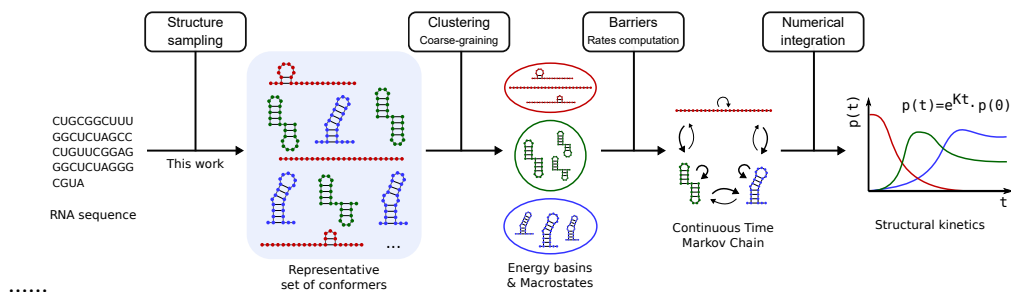 Structure
sampling
Clustering
Coarse-graining
Barriers
Rates computation
Numerical
integration
CUGCGGCUUU
GGCUCUAGCC
CUGUUCGGAG
GGCUCUAGGG
CGUA
RNA sequence
This work
...
Representative
set of conformers
Energy basins
& Macrostates
Continuous Time
Markov Chain
p(t)
p(t)=e^Kt·p(0)
t
Structural kinetics
......